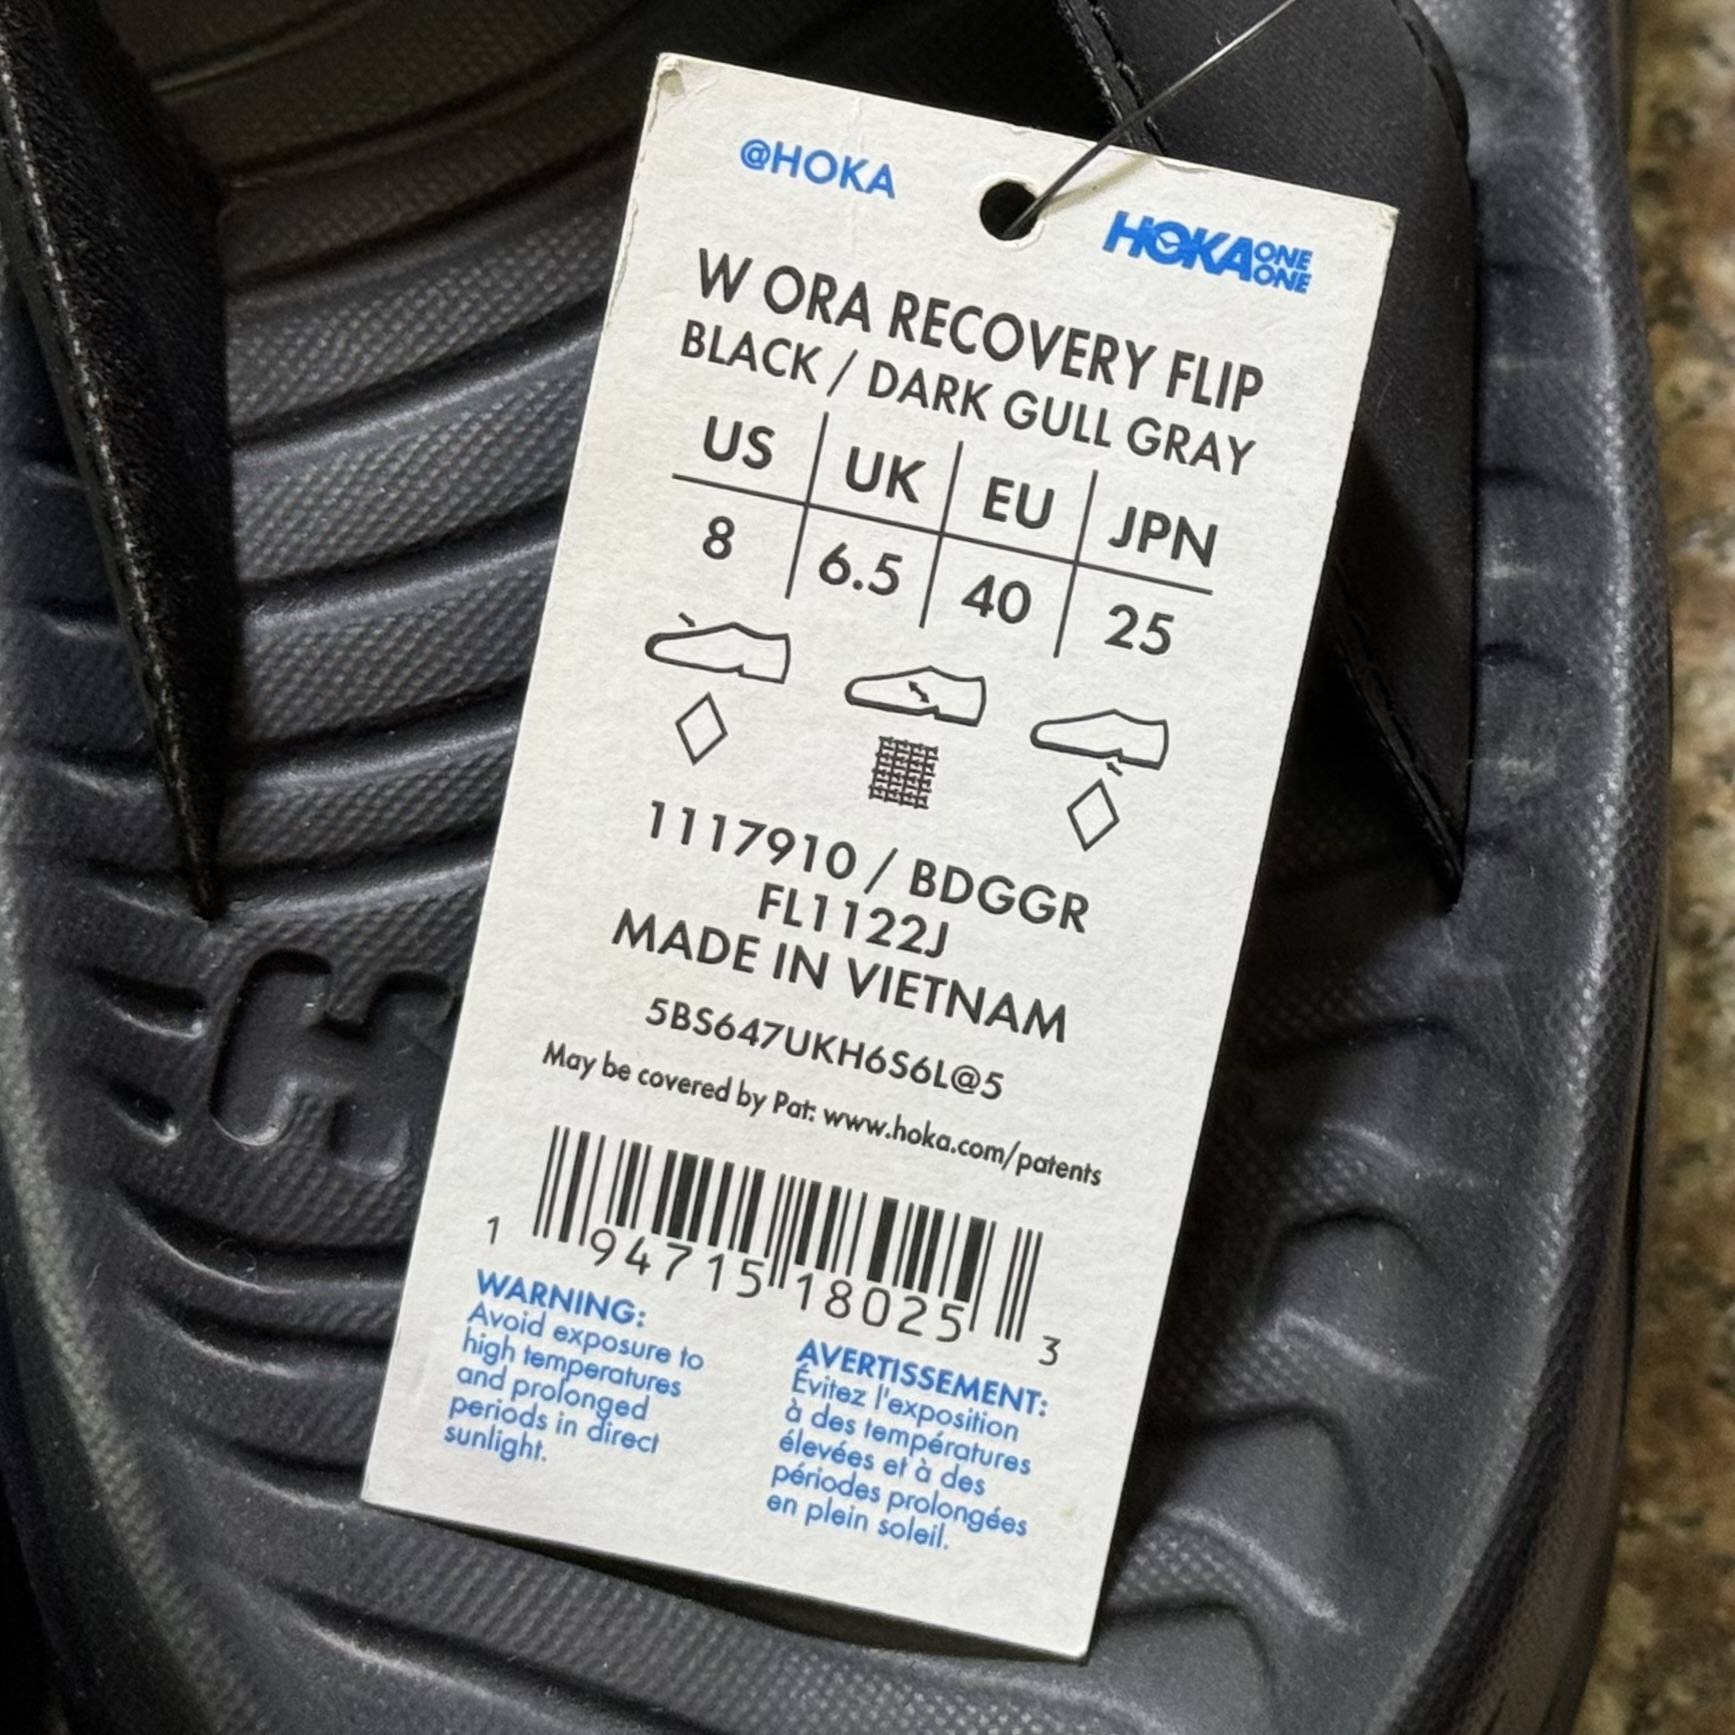 @HOKA
HOKA ONE ONE
W ORA RECOVERY FLIP
BLACK / DARK GULL GRAY
US UK EU JPN
8 6.5 40 25
1117910 / BDGGR
FL1122J
MADE IN VIETNAM
5BS647UKH6S6L@5
May be covered by Pat: www.hoka.com/patents
1 94715 18025 3
WARNING:
Avoid exposure to
high temperatures
and prolonged
periods in direct
sunlight.
AVERTISSEMENT:
Évitez l'exposition
à des températures
élevées et à des
périodes prolongées
en plein soleil.